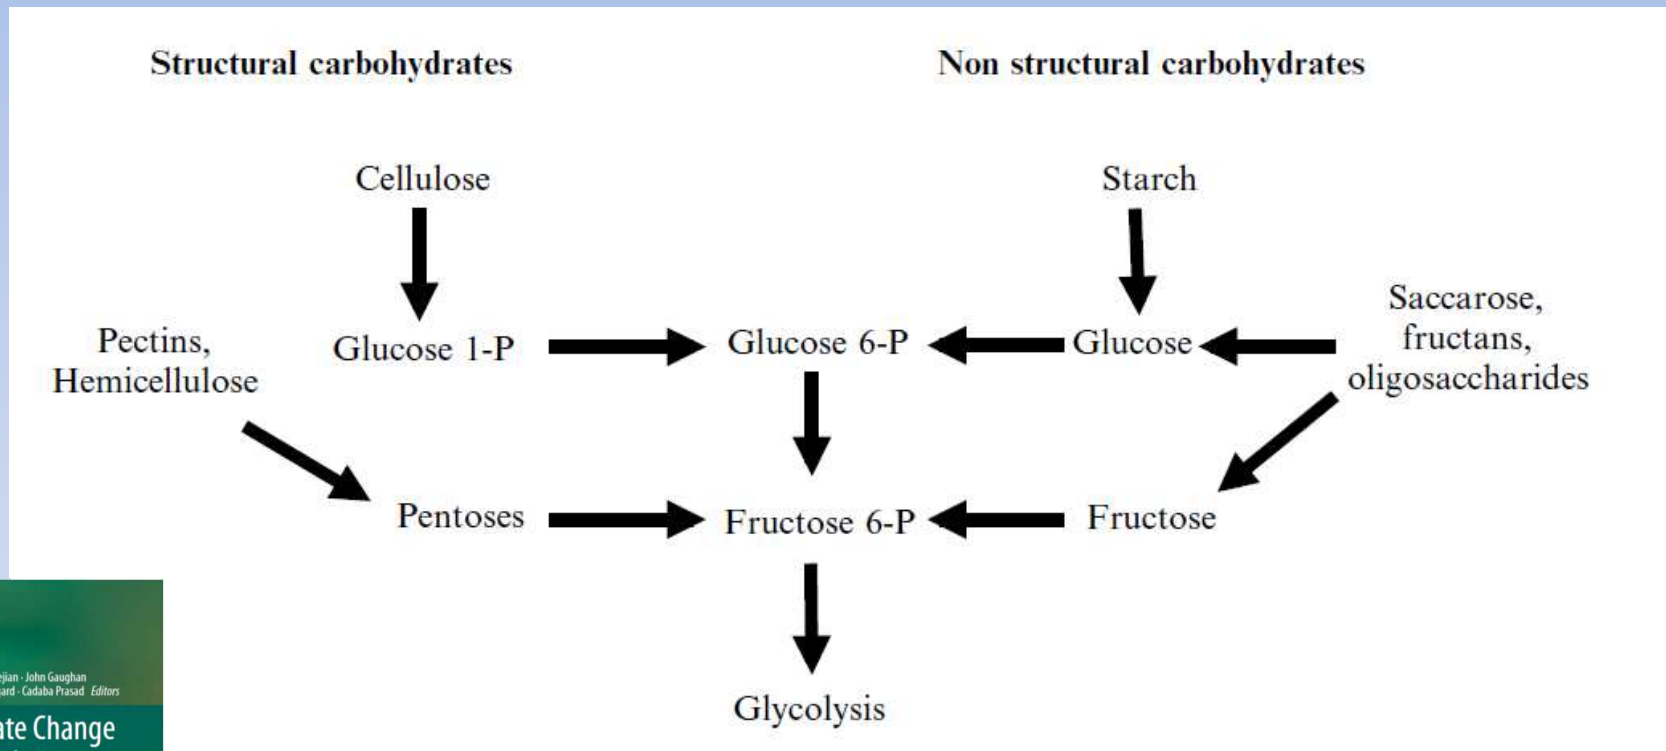 Structural carbohydrates
Non structural carbohydrates
Cellulose
Starch
Saccarose,
fructans,
oligosaccharides
Pectins,
Hemicellulose
Glucose 1-P
Glucose 6-P
Glucose
Pentoses
Fructose 6-P
Fructose
Glycolysis
John Gaughan
Cadaba Prasad Editors
Change